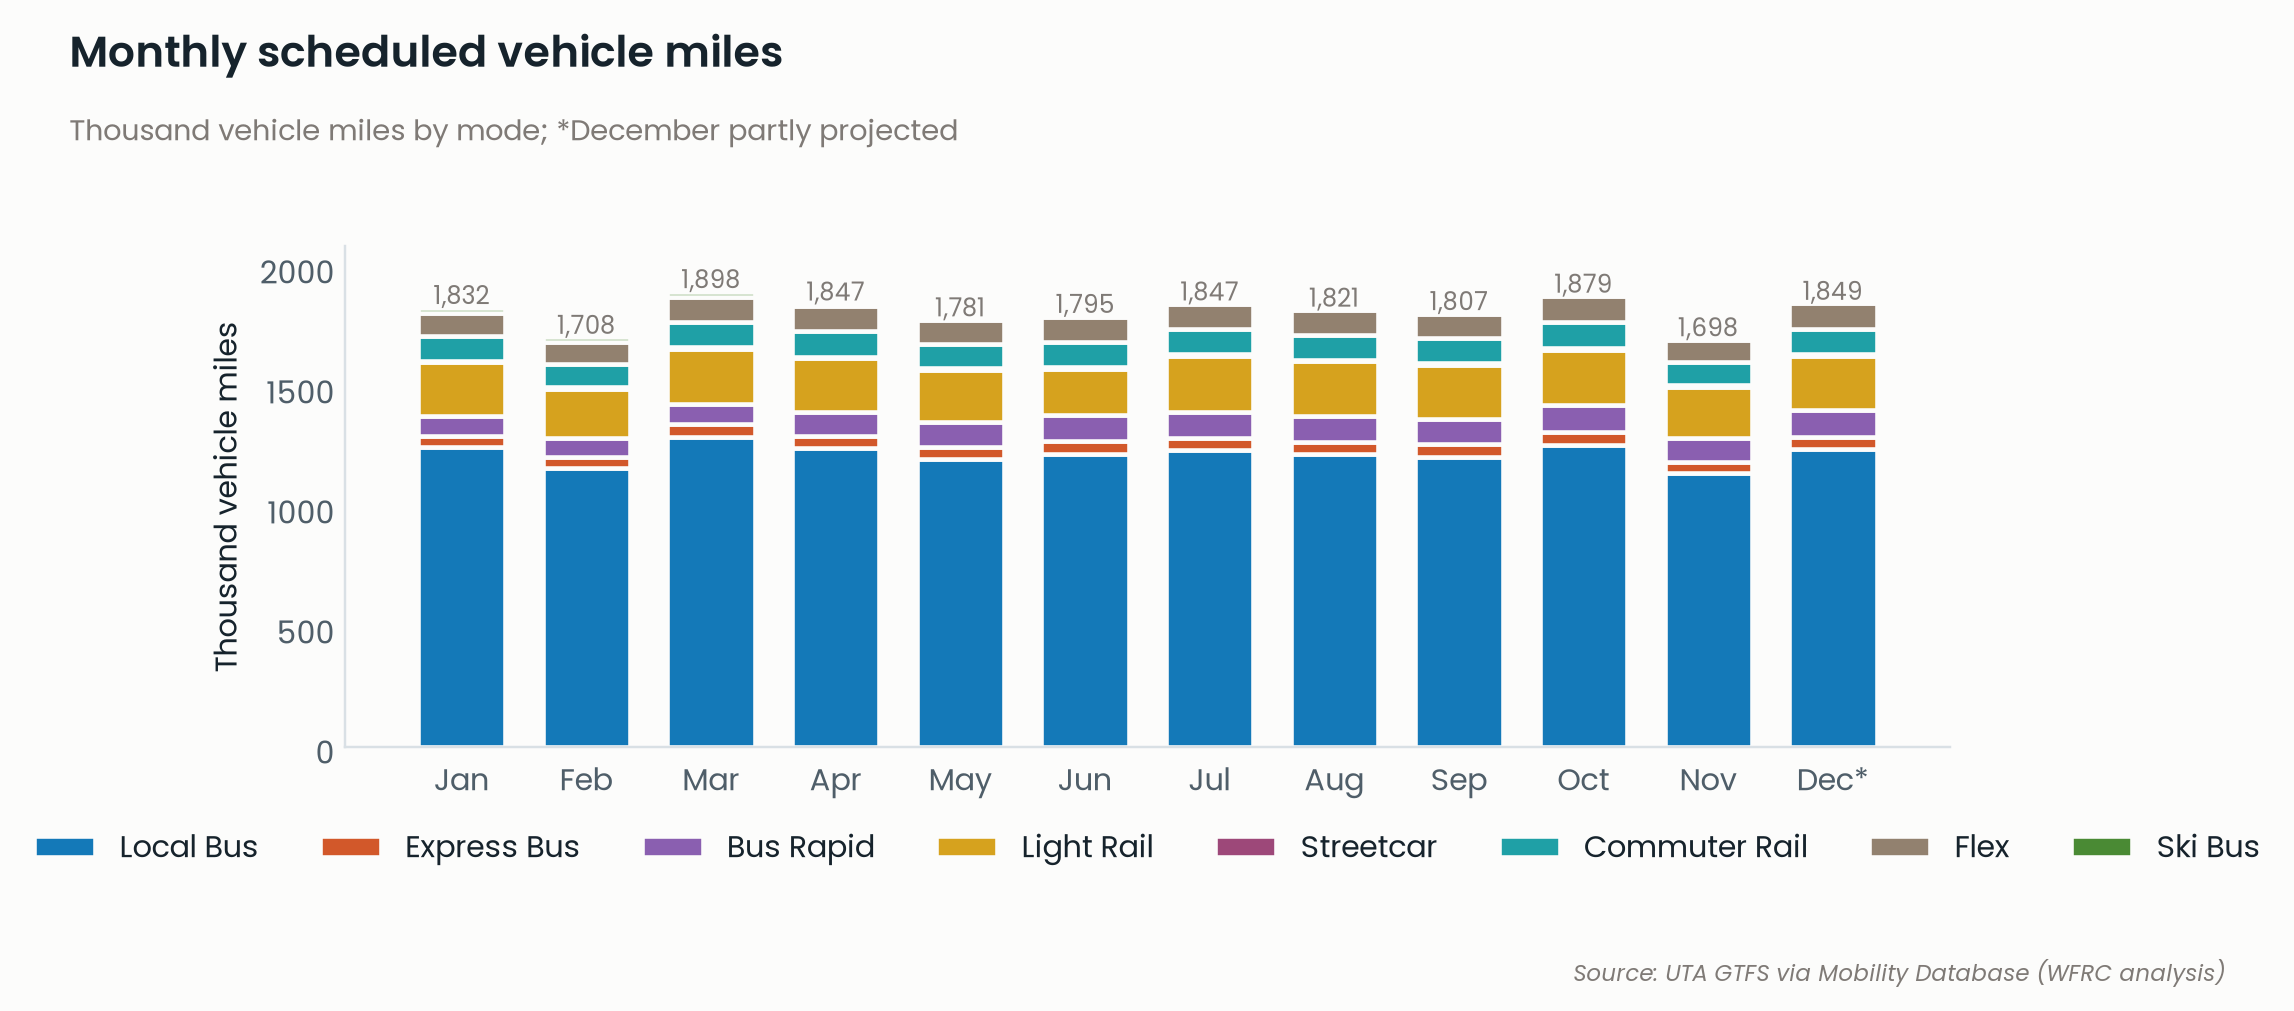 Monthly scheduled vehicle miles
Thousand vehicle miles by mode; *December partly projected
Thousand vehicle miles
2000
1500
1000
500
0
1,832
1,708
1,898
1,847
1,781
1,795
1,847
1,821
1,807
1,879
1,698
1,849
Jan Feb Mar Apr May Jun Jul Aug Sep Oct Nov Dec*
Local Bus Express Bus Bus Rapid Light Rail Streetcar Commuter Rail Flex Ski Bus
Source: UTA GTFS via Mobility Database (WFRC analysis)